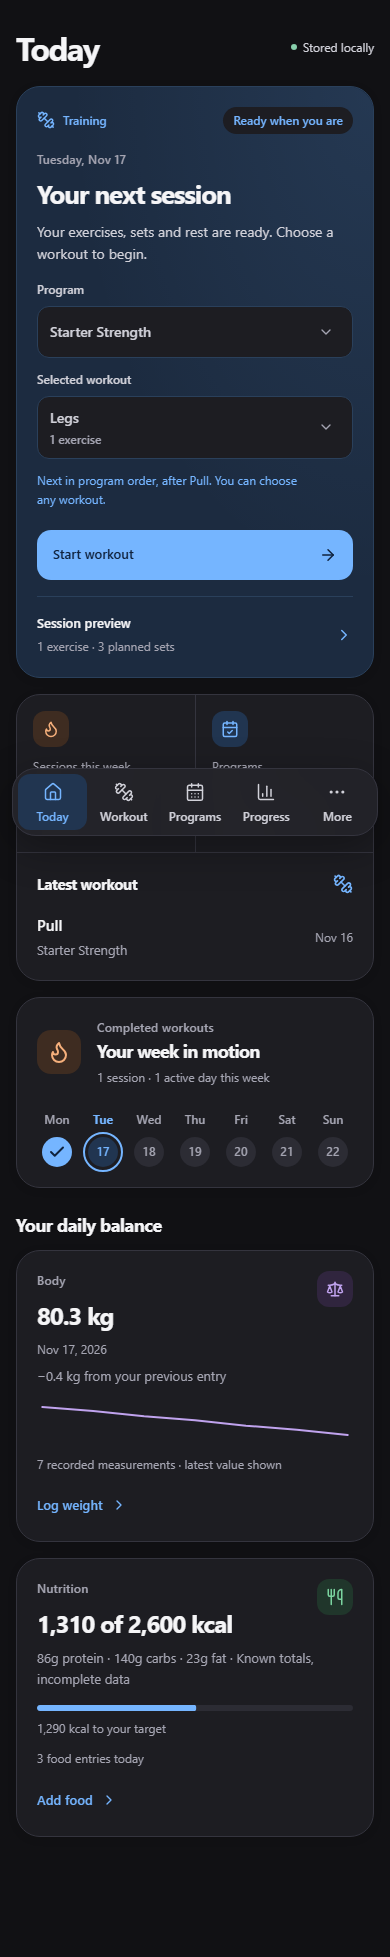 Today
Stored locally
Training
Ready when you are
Tuesday, Nov 17
Your next session
Your exercises, sets and rest are ready. Choose a
workout to begin.
Program
Starter Strength
Selected workout
Legs
1 exercise
Next in program order, after Pull. You can choose
any workout.
Start workout
Session preview
1 exercise · 3 planned sets
Sessions this week
Programs
Today
Workout
Programs
Progress
More
Latest workout
Pull
Starter Strength
Nov 16
Completed workouts
Your week in motion
1 session · 1 active day this week
Mon Tue Wed Thu Fri Sat Sun
17 18 19 20 21 22
Your daily balance
Body
80.3 kg
Nov 17, 2026
−0.4 kg from your previous entry
7 recorded measurements · latest value shown
Log weight
Nutrition
1,310 of 2,600 kcal
86g protein · 140g carbs · 23g fat · Known totals,
incomplete data
1,290 kcal to your target
3 food entries today
Add food